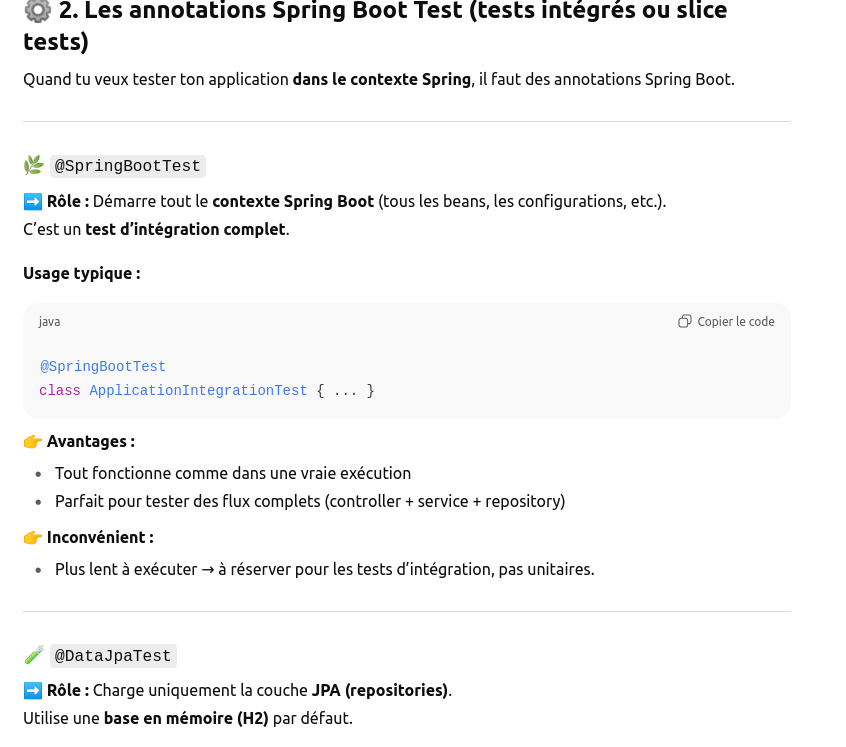 ⚙️ 2. Les annotations Spring Boot Test (tests intégrés ou slice
tests)
Quand tu veux tester ton application dans le contexte Spring, il faut des annotations Spring Boot.
🌿 @SpringBootTest
➡️ Rôle : Démarre tout le contexte Spring Boot (tous les beans, les configurations, etc.).
C’est un test d’intégration complet.
Usage typique :
java
Copier le code
@SpringBootTest
class ApplicationIntegrationTest { ... }
👉 Avantages :
• Tout fonctionne comme dans une vraie exécution
• Parfait pour tester des flux complets (controller + service + repository)
👉 Inconvénient :
• Plus lent à exécuter → à réserver pour les tests d’intégration, pas unitaires.
🧪 @DataJpaTest
➡️ Rôle : Charge uniquement la couche JPA (repositories).
Utilise une base en mémoire (H2) par défaut.